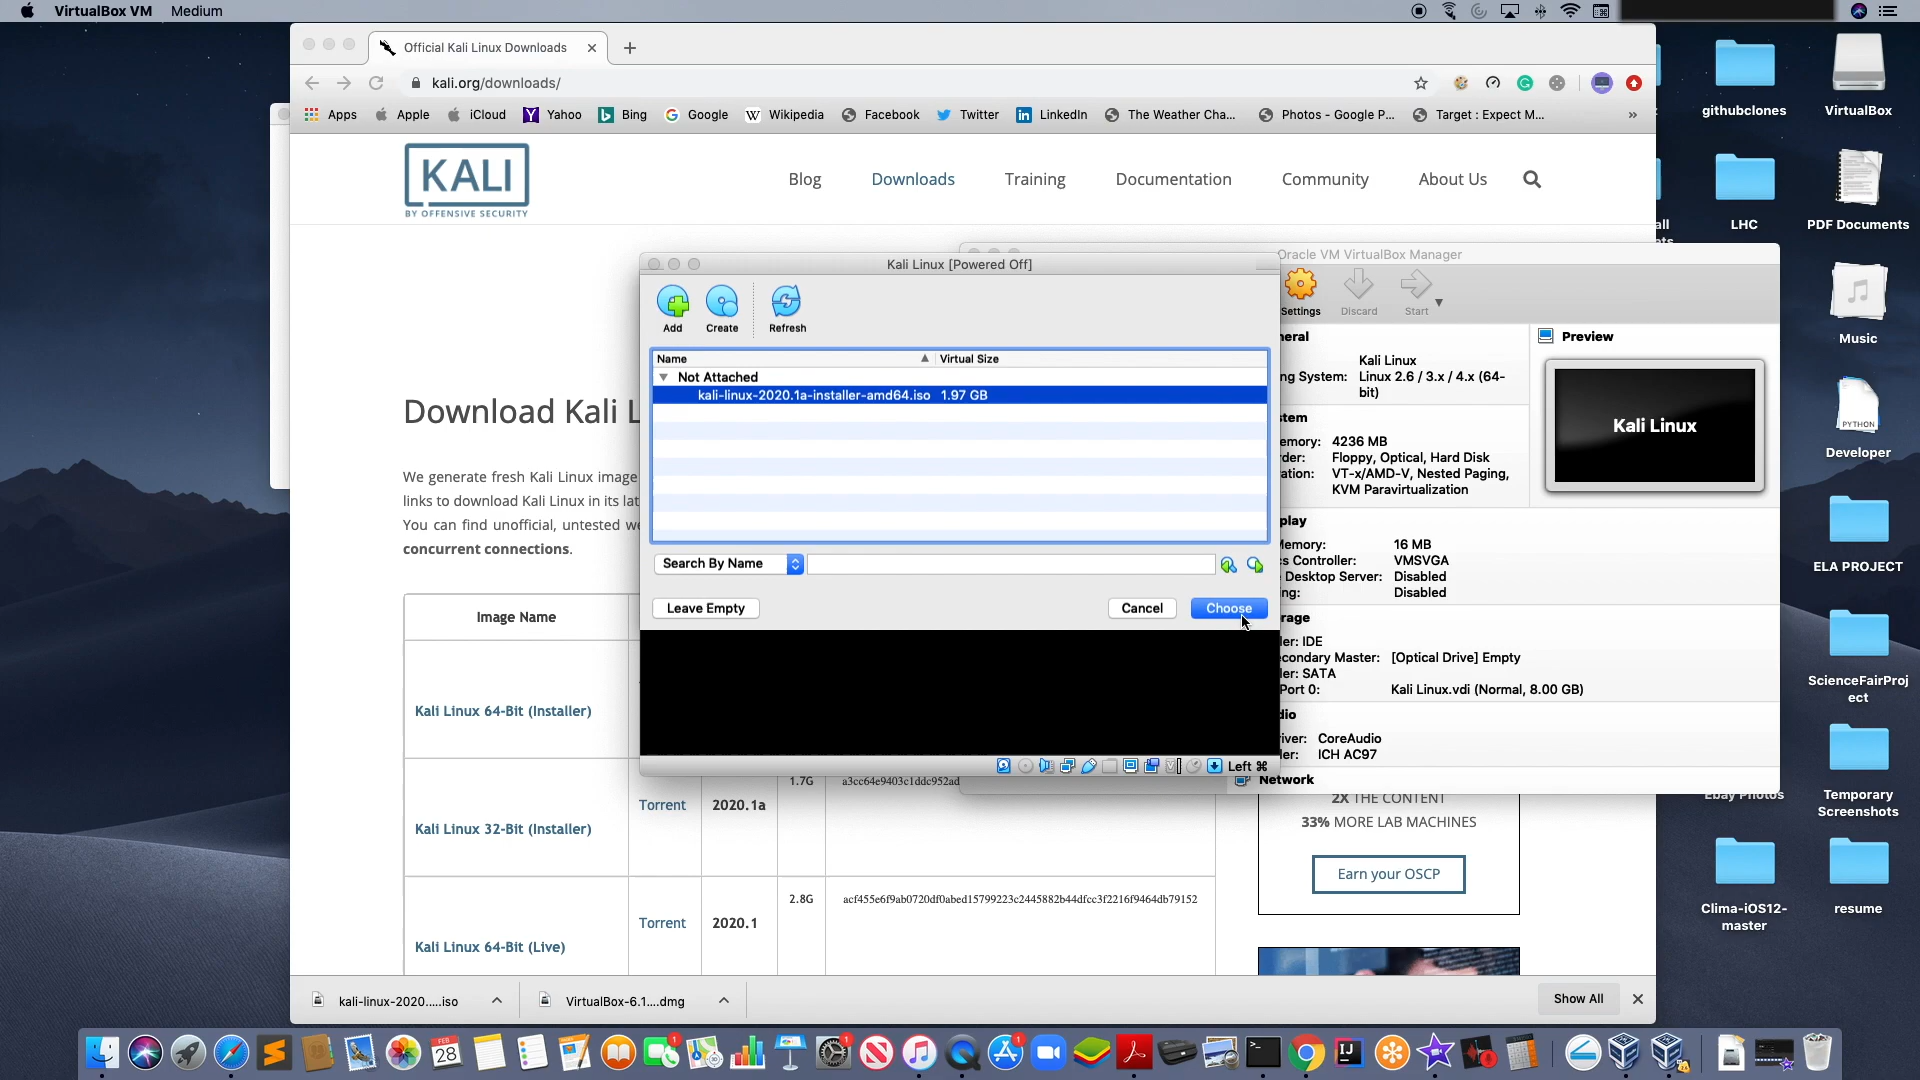 VirtualBox VM Medium
Official Kali Linux Downloads
kali.org/downloads/
Apps Apple iCloud Yahoo Bing Google Wikipedia Facebook Twitter LinkedIn The Weather Cha... Photos - Google P... Target : Expect M... »
KALI
BY OFFENSIVE SECURITY
Blog Downloads Training Documentation Community About Us
githubclones
VirtualBox
LHC
PDF Documents
Music
PYTHON
Developer
ELA PROJECT
ScienceFairProj
ect
Temporary
Screenshots
Clima-iOS12-
master
resume
Oracle VM VirtualBox Manager
Settings Discard Start
Preview
Kali Linux
Kali Linux
ng System: Linux 2.6 / 3.x / 4.x (64-
bit)
stem
emory: 4236 MB
rder: Floppy, Optical, Hard Disk
ation: VT-x/AMD-V, Nested Paging,
KVM Paravirtualization
play
Memory: 16 MB
s Controller: VMSVGA
Desktop Server: Disabled
ng: Disabled
rage
ler: IDE
condary Master: [Optical Drive] Empty
ler: SATA
Port 0: Kali Linux.vdi (Normal, 8.00 GB)
dio
river: CoreAudio
ler: ICH AC97
Network
Kali Linux [Powered Off]
Add Create Refresh
Name Virtual Size
Not Attached
kali-linux-2020.1a-installer-amd64.iso 1.97 GB
Search By Name
Leave Empty Cancel Choose
Left ⌘
Download Kali L
We generate fresh Kali Linux image
links to download Kali Linux in its lat
You can find unofficial, untested we
concurrent connections.
Image Name
Kali Linux 64-Bit (Installer)
Kali Linux 32-Bit (Installer) Torrent 2020.1a 1.7G a3cc64e9403c1ddc952ad
Kali Linux 64-Bit (Live) Torrent 2020.1 2.8G acf455e6f9ab0720df0abed15799223c2445882b44dfcc3f2216f9464db79152
2X THE CONTENT
33% MORE LAB MACHINES
Earn your OSCP
kali-linux-2020.....iso VirtualBox-6.1....dmg Show All
FEB
28